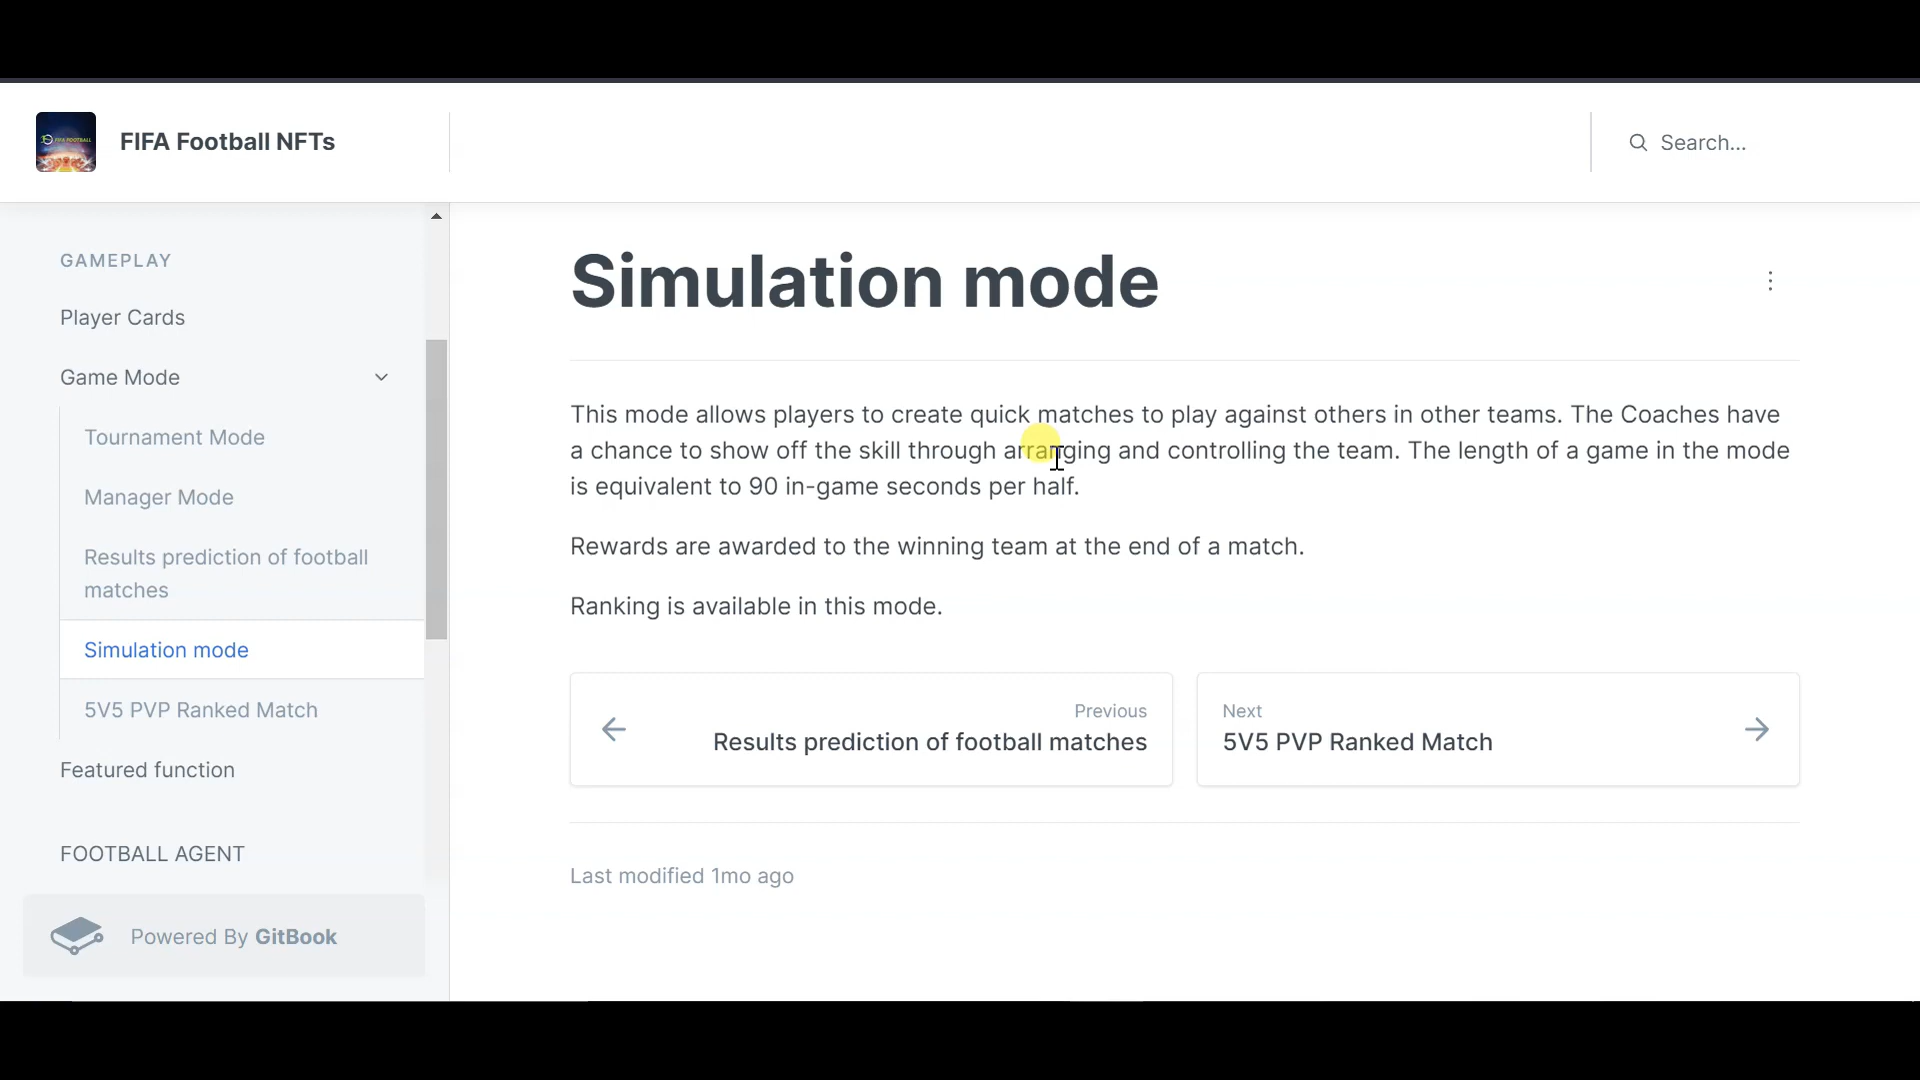 FIFA Football NFTs
Search...
GAMEPLAY
Player Cards
Game Mode
Tournament Mode
Manager Mode
Results prediction of football
matches
Simulation mode
5V5 PVP Ranked Match
Featured function
FOOTBALL AGENT
Powered By GitBook
Simulation mode
This mode allows players to create quick matches to play against others in other teams. The Coaches have
a chance to show off the skill through arranging and controlling the team. The length of a game in the mode
is equivalent to 90 in-game seconds per half.
Rewards are awarded to the winning team at the end of a match.
Ranking is available in this mode.
Previous
Results prediction of football matches
Next
5V5 PVP Ranked Match
Last modified 1mo ago